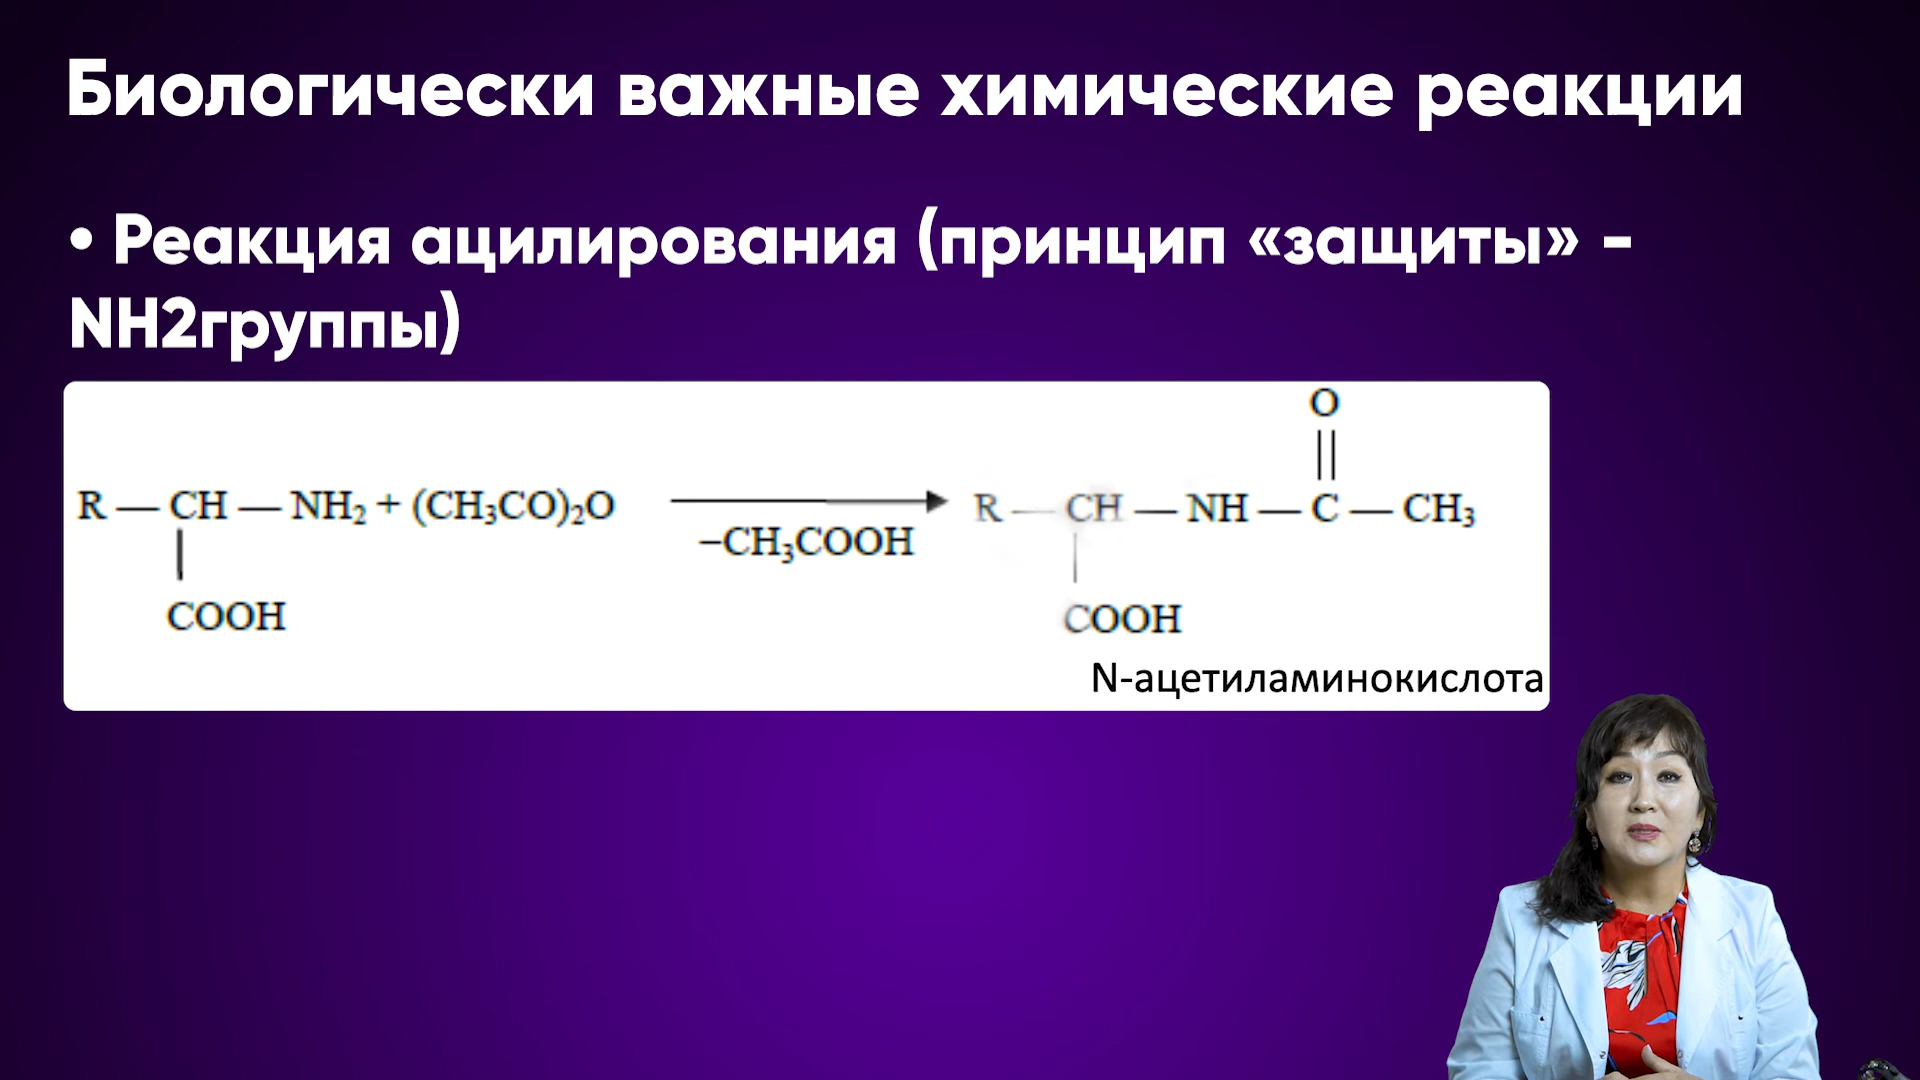 Биологически важные химические реакции
• Реакция ацилирования (принцип «защиты» -
NH2группы)
O
R — CH — NH₂ + (CH₃CO)₂O
R — CH — NH — C — CH₃
–CH₃COOH
COOH
COOH
N-ацетиламинокислота